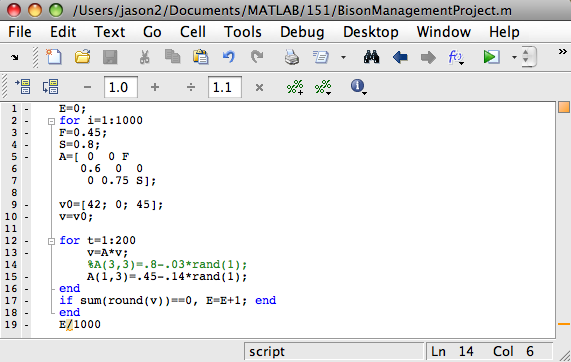 /Users/jason2/Documents/MATLAB/151/BisonManagementProject.m
File Edit Text Go Cell Tools Debug Desktop Window Help
- 1.0 + ÷ 1.1 ×
1 - E=0;
2 - for i=1:1000
3 - F=0.45;
4 - S=0.8;
5 - A=[ 0 0 F
6 0.6 0 0
7 0 0.75 S];
8
9 - v0=[42; 0; 45];
10 - v=v0;
11
12 - for t=1:200
13 - v=A*v;
14 %A(3,3)=.8-.03*rand(1);
15 - A(1,3)=.45-.14*rand(1);
16 - end
17 - if sum(round(v))==0, E=E+1; end
18 - end
19 - E/1000
script Ln 14 Col 6